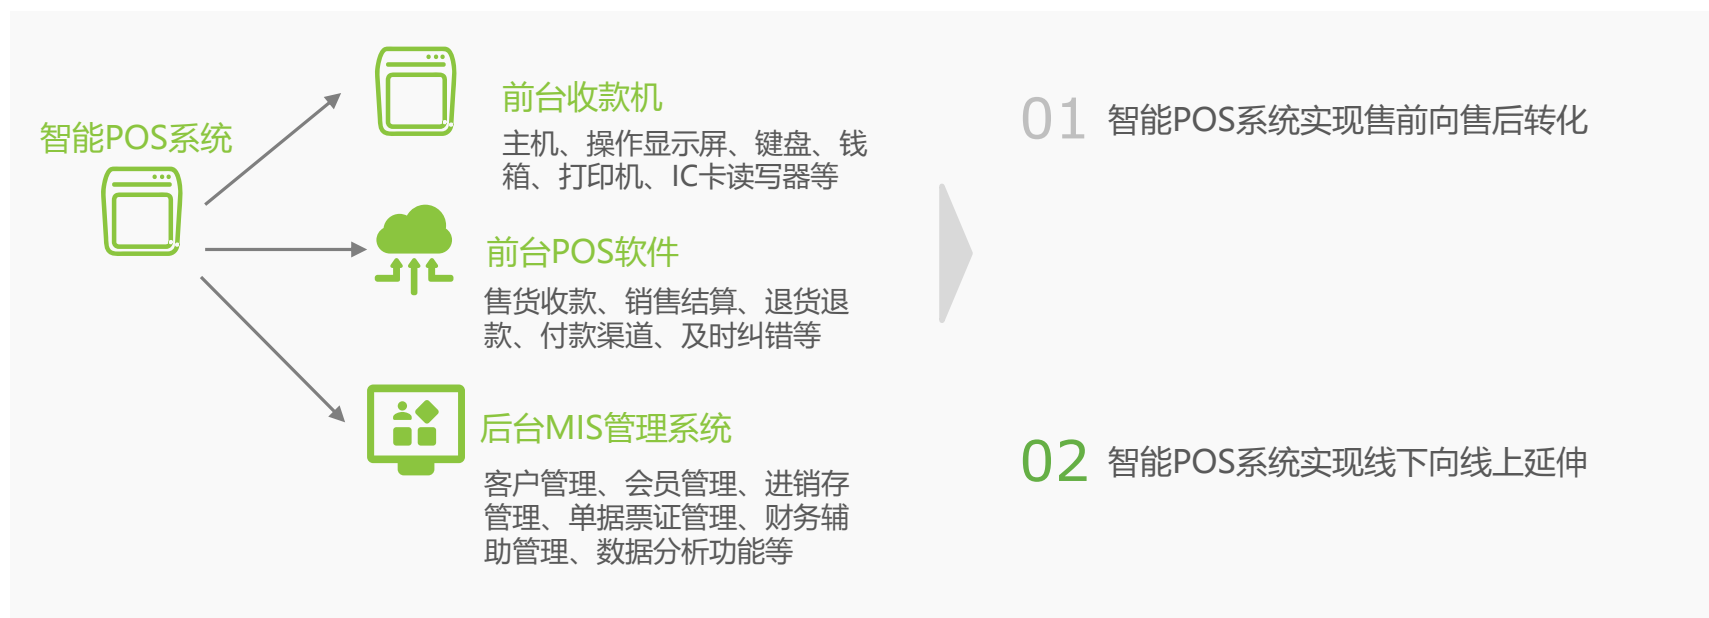 智能POS系统
前台收款机
主机、操作显示屏、键盘、钱
箱、打印机、IC卡读写器等
前台POS软件
售货收款、销售结算、退货退
款、付款渠道、及时纠错等
后台MIS管理系统
客户管理、会员管理、进销存
管理、单据票证管理、财务辅
助管理、数据分析功能等
01 智能POS系统实现售前向售后转化
02 智能POS系统实现线下向线上延伸